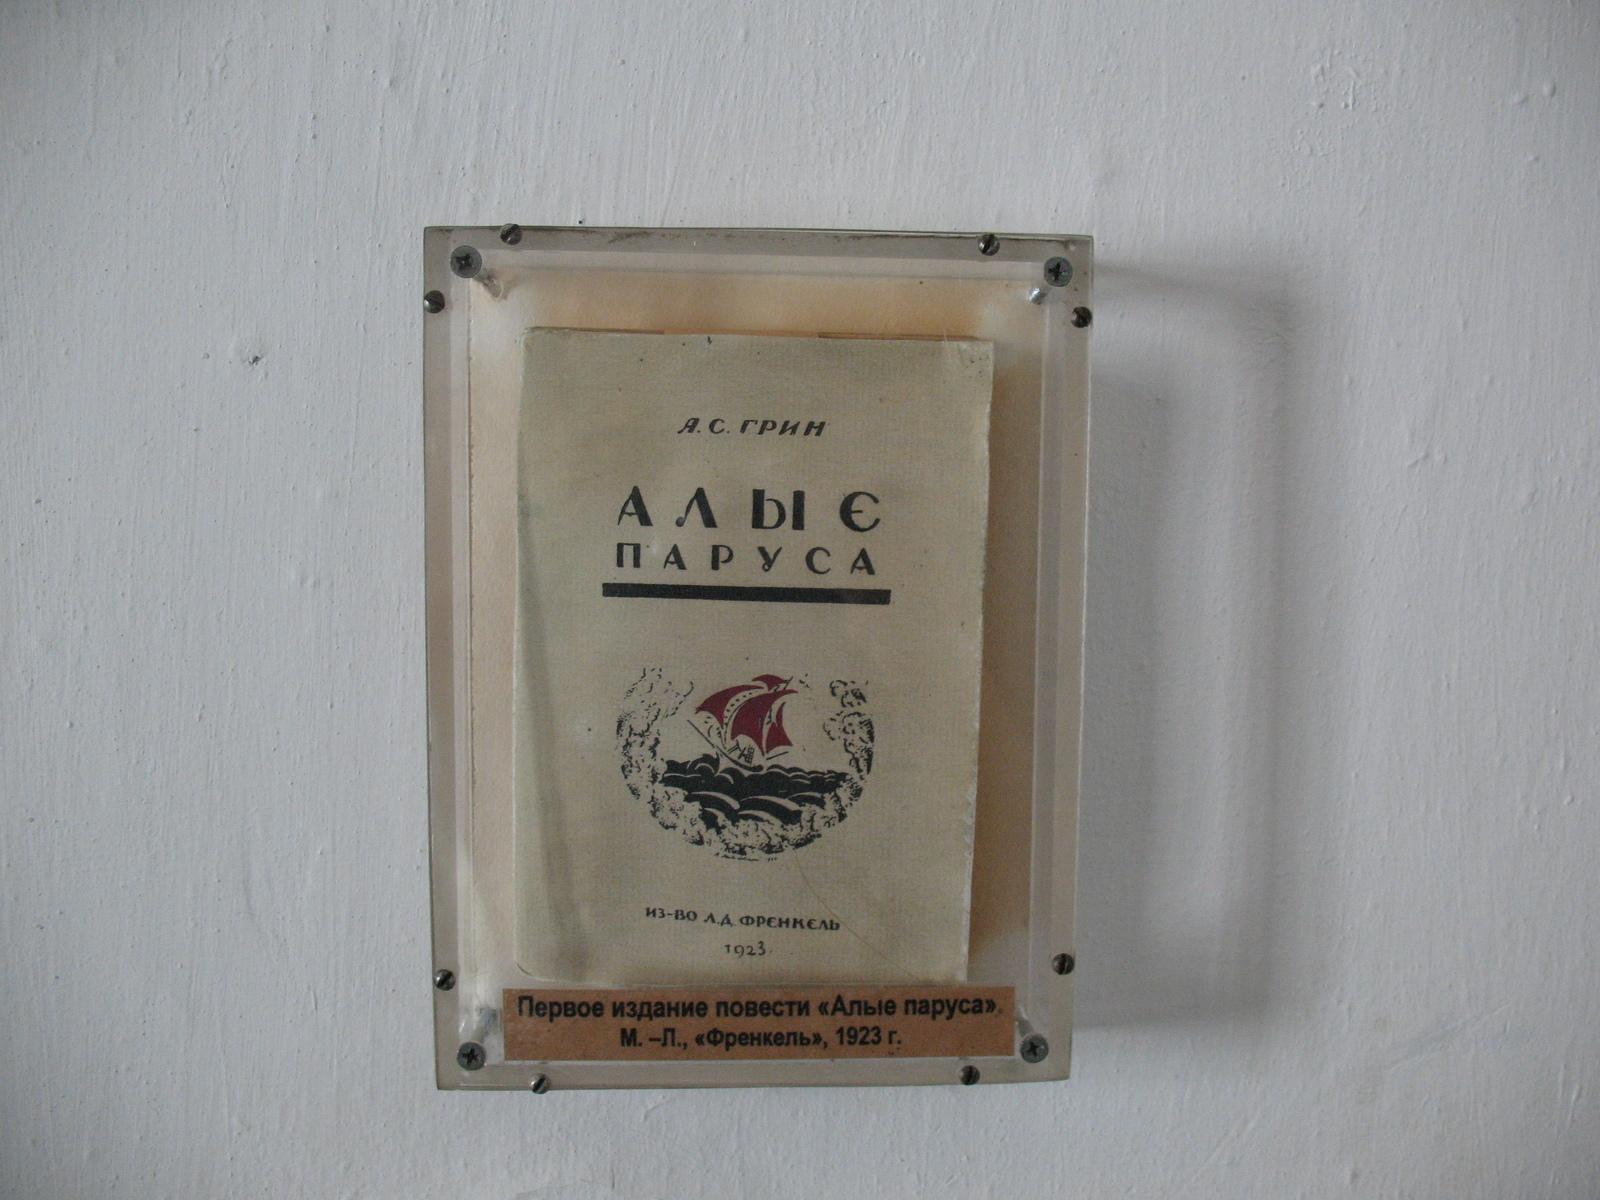 А. С. ГРИН
АЛЫЕ
ПАРУСА
ИЗ-ВО Л.Д. ФРЕНКЕЛЬ
1923.
Первое издание повести «Алые паруса».
М. –Л., «Френкель», 1923 г.